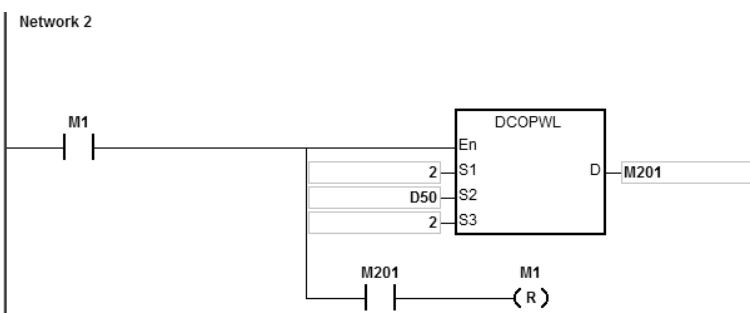 Network 2
M1
DCOPWL
En
2 S1 D M201
D50 S2
2 S3
M201 M1
R